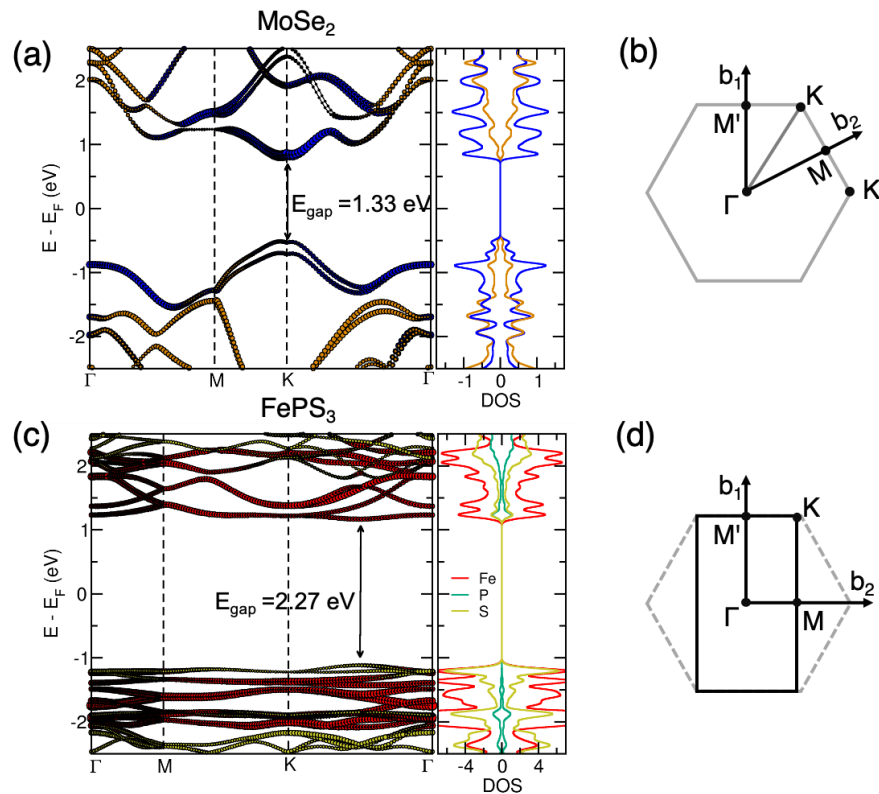 MoSe2
(a)
2
1
0
-1
-2
E - EF (eV)
Egap =1.33 eV
Γ
M
K
Γ
-1
0
1
DOS
(b)
b1
K
M'
b2
M
Γ
K
FePS3
(c)
2
1
0
-1
-2
E - EF (eV)
Egap =2.27 eV
Fe
P
S
Γ
M
K
Γ
-4
0
4
DOS
(d)
b1
K
M'
b2
Γ
M